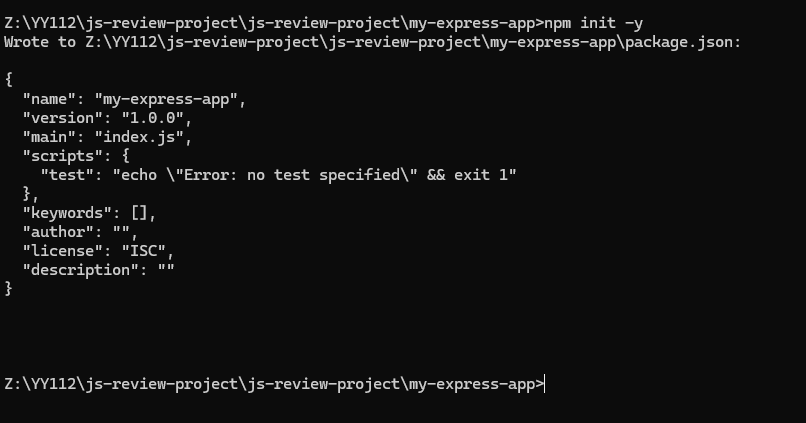 Z:\YY112\js-review-project\js-review-project\my-express-app>npm init -y
Wrote to Z:\YY112\js-review-project\js-review-project\my-express-app\package.json:
{
  "name": "my-express-app",
  "version": "1.0.0",
  "main": "index.js",
  "scripts": {
    "test": "echo \"Error: no test specified\" && exit 1"
  },
  "keywords": [],
  "author": "",
  "license": "ISC",
  "description": ""
}
Z:\YY112\js-review-project\js-review-project\my-express-app>